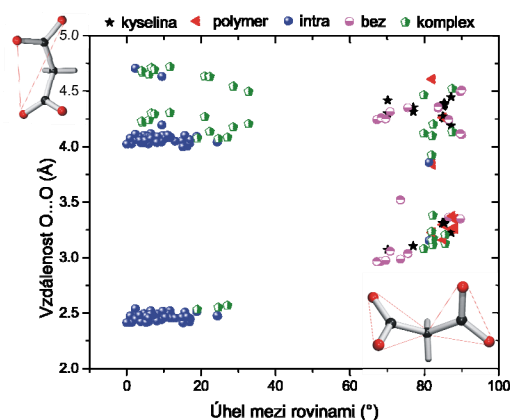 kyselina polymer intra bez komplex
5.0
4.5
4.0
3.5
3.0
2.5
2.0
Vzdálenost O...O (Å)
0 20 40 60 80 100
Úhel mezi rovinami (°)